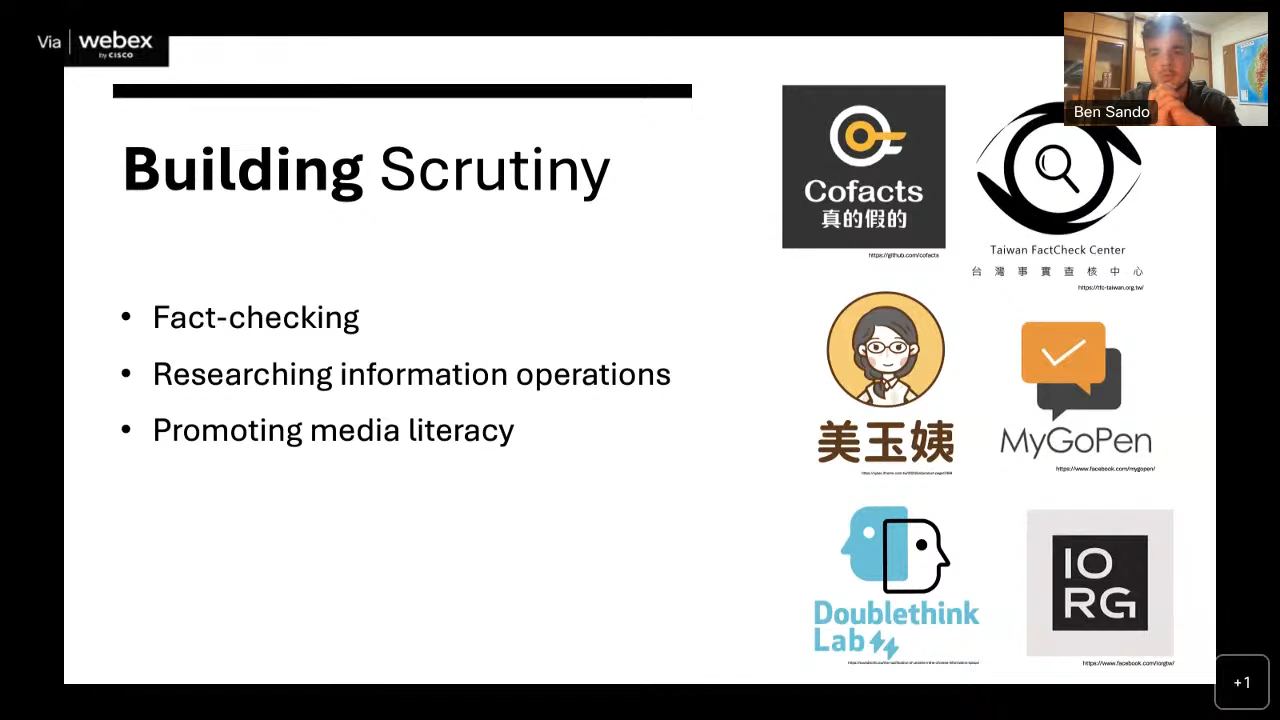 Via webex
by CISCO
Ben Sando
Building Scrutiny
• Fact-checking
• Researching information operations
• Promoting media literacy
Cofacts
真的假的
https://github.com/cofacts
Taiwan FactCheck Center
台灣事實查核中心
https://tfc-taiwan.org.tw/
美玉姨
MyGoPen
https://www.facebook.com/mygopen/
Doublethink
Lab
IO
RG
https://www.facebook.com/iorgtw/
+1